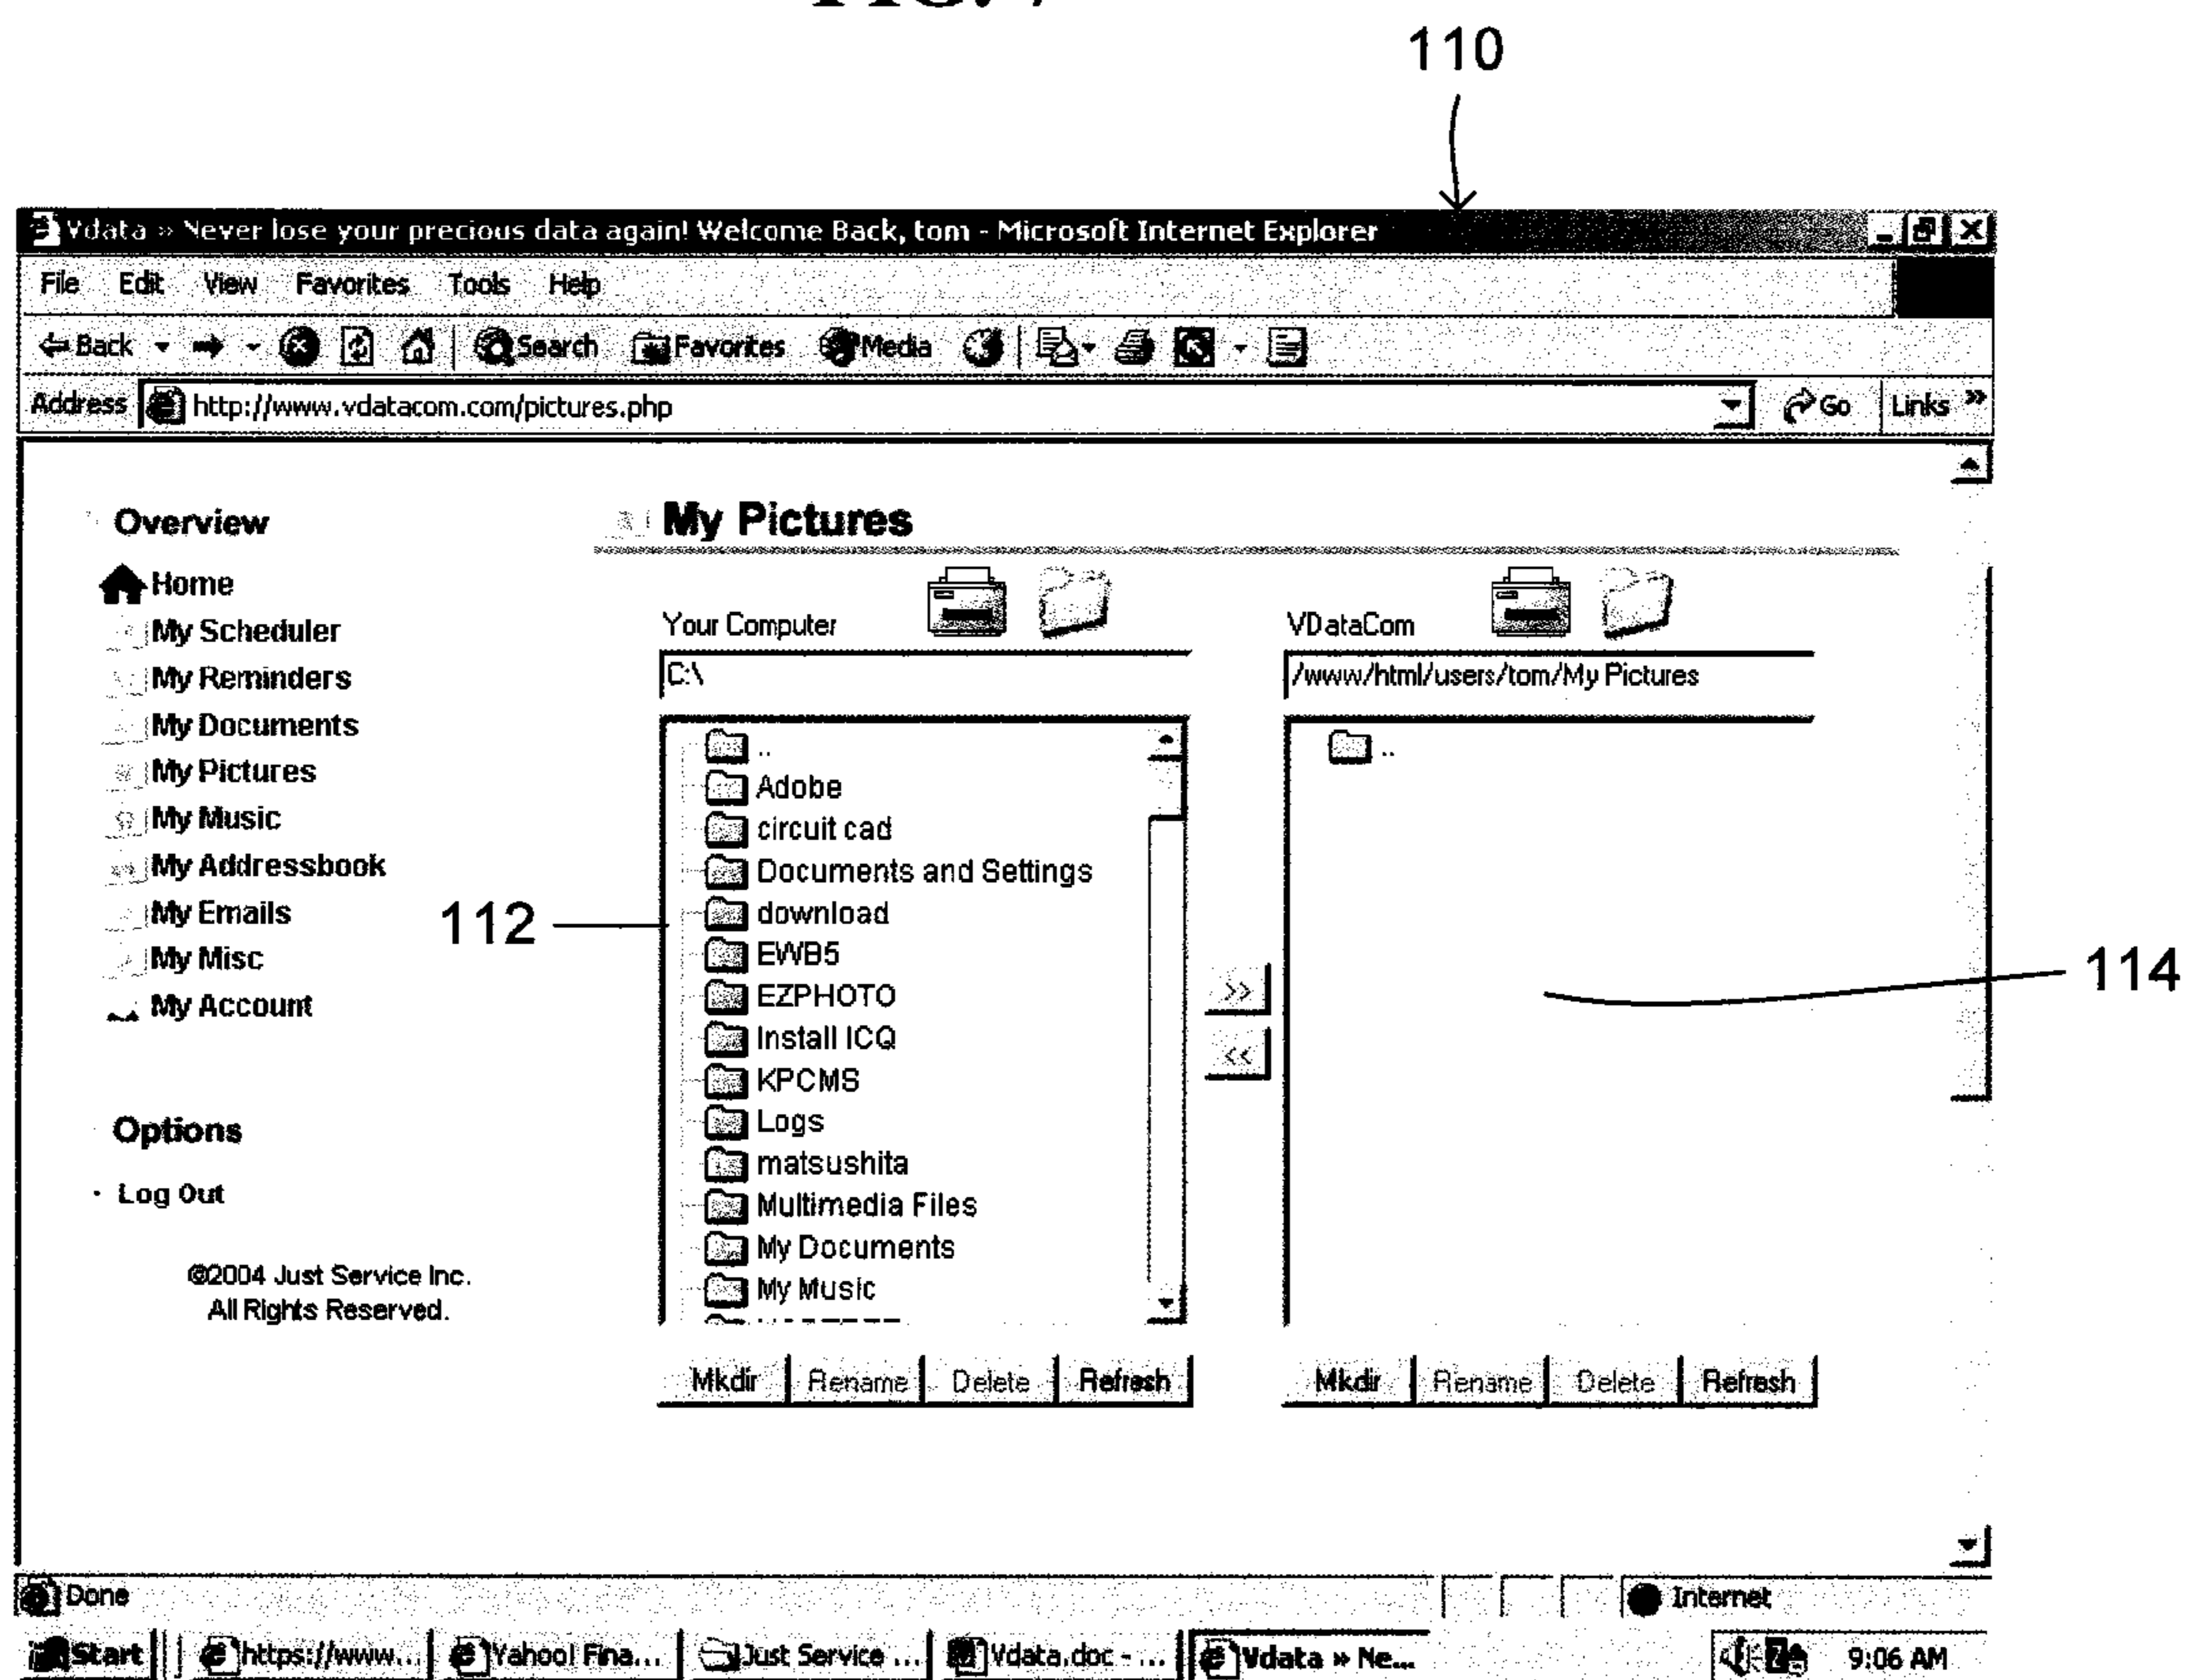 110
Vdata » Never lose your precious data again! Welcome Back, tom - Microsoft Internet Explorer
File Edit View Favorites Tools Help
Back Search Favorites Media
Address http://www.vdatacom.com/pictures.php Go Links »
Overview
Home
My Scheduler
My Reminders
My Documents
My Pictures
My Music
My Addressbook
My Emails
My Misc
My Account
Options
· Log Out
©2004 Just Service Inc.
All Rights Reserved.
My Pictures
Your Computer
C:\
112
..
Adobe
circuit cad
Documents and Settings
download
EWB5
EZPHOTO
Install ICQ
KPCMS
Logs
matsushita
Multimedia Files
My Documents
My Music
Mkdir Rename Delete Refresh
>>
<<
VDataCom
/www/html/users/tom/My Pictures
..
114
Mkdir Rename Delete Refresh
Done Internet
Start https://www... Yahoo! Fina... Just Service ... Vdata.doc - ... Vdata » Ne... 9:06 AM